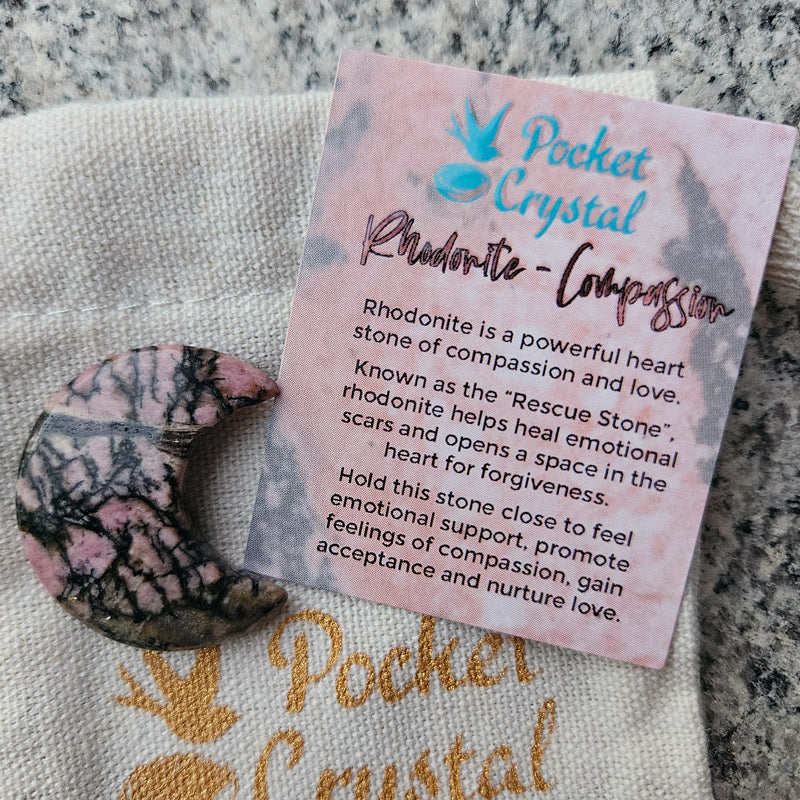 Pocket
Crystal
Rhodonite - Compassion
Rhodonite is a powerful heart
stone of compassion and love.
Known as the “Rescue Stone”,
rhodonite helps heal emotional
scars and opens a space in the
heart for forgiveness.
Hold this stone close to feel
emotional support, promote
feelings of compassion, gain
acceptance and nurture love.
Pocket
Crystal